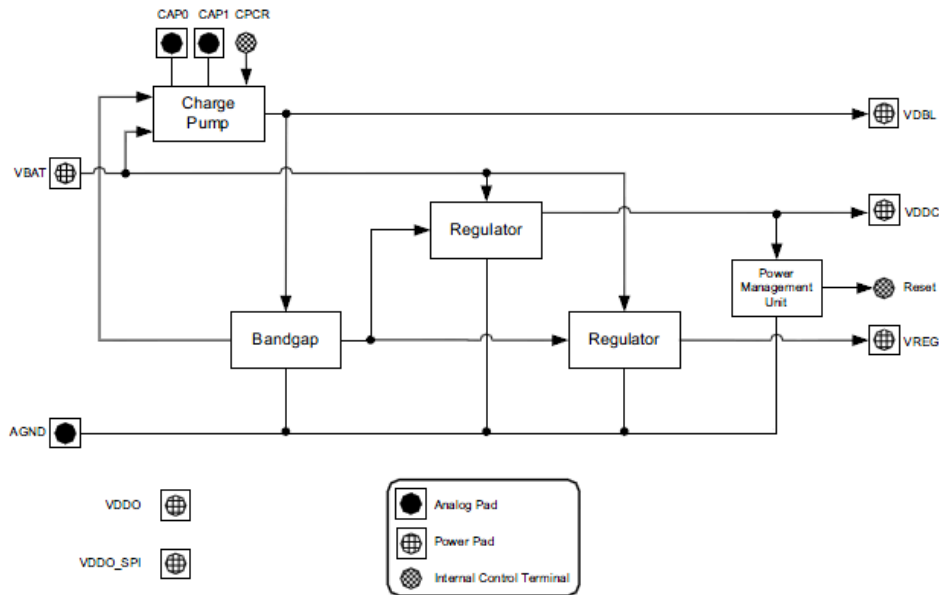 CAP0 CAP1 CPCR
Charge
Pump
VDBL
VBAT
Regulator
VDDC
Power
Management
Unit
Reset
Bandgap
Regulator
VREG
AGND
VDDO
Analog Pad
Power Pad
VDDO_SPI
Internal Control Terminal